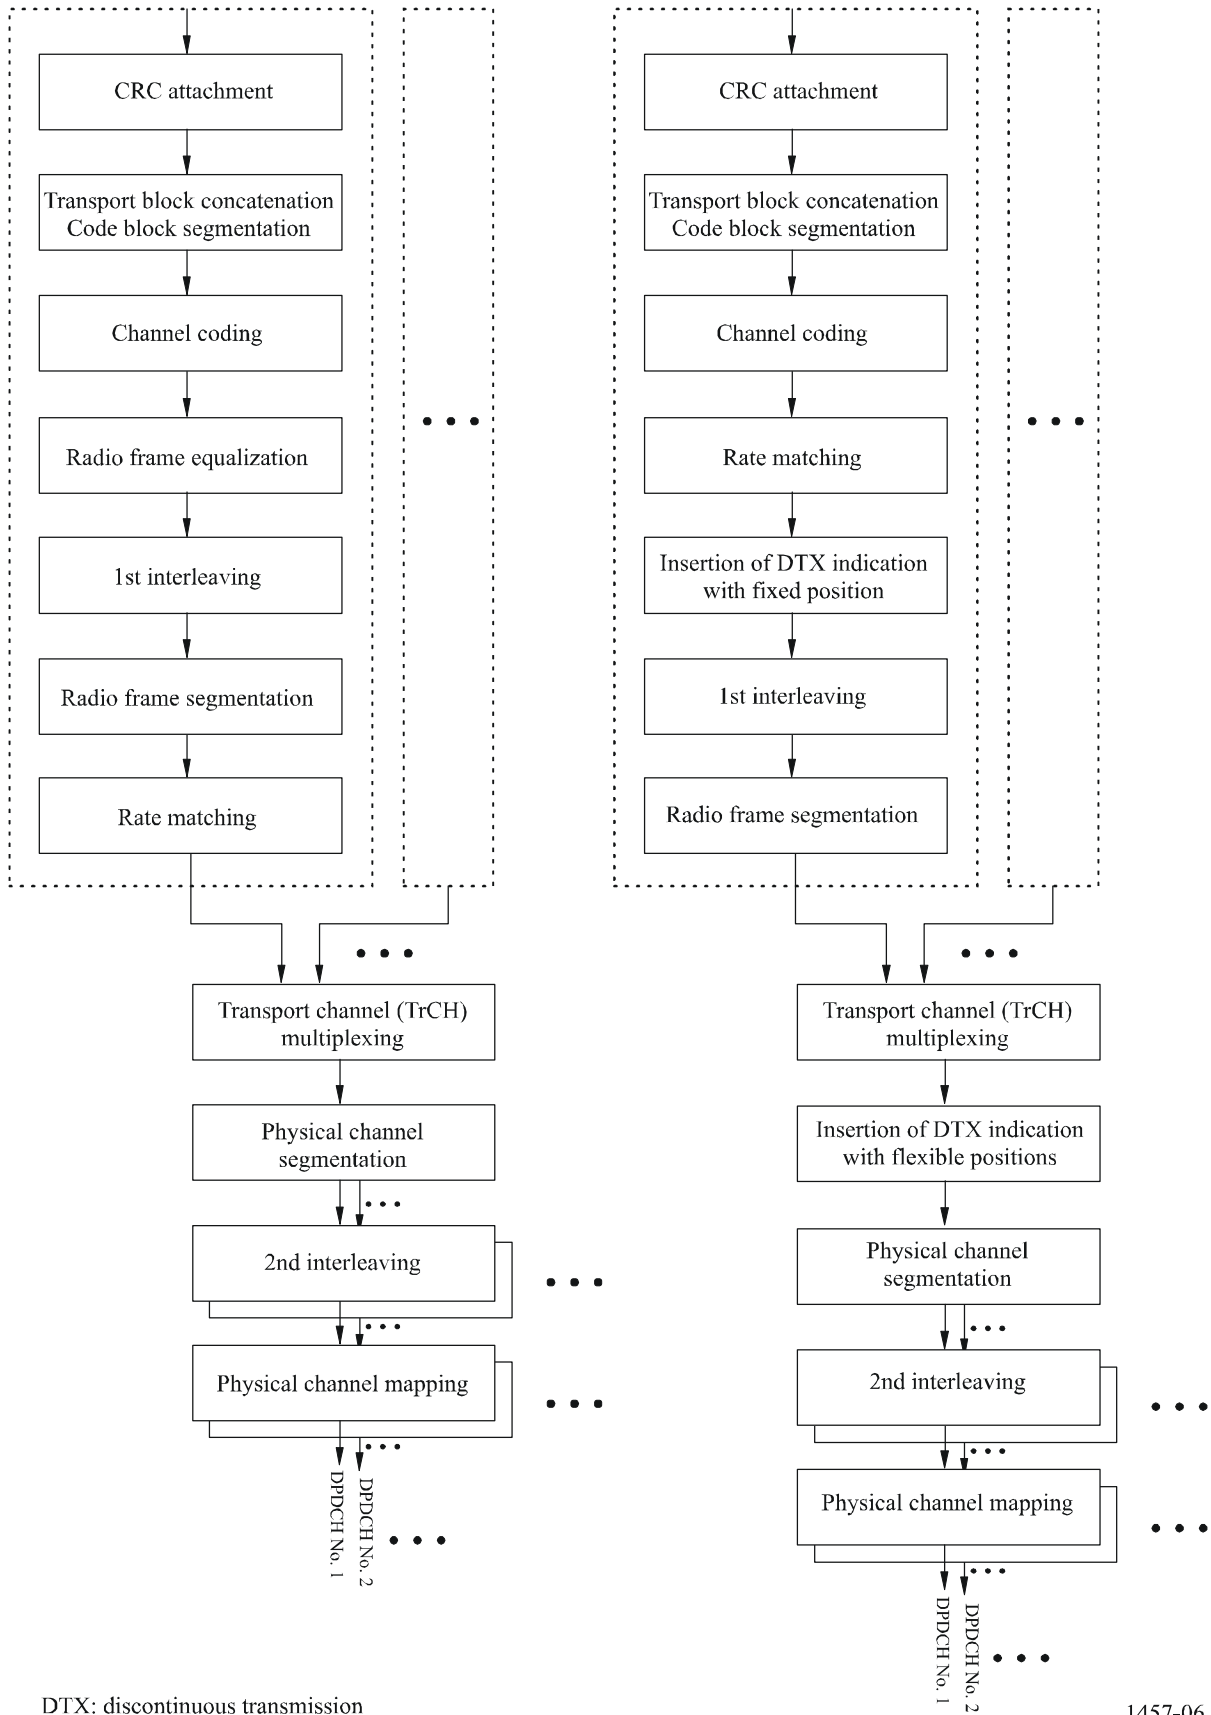 CRC attachment
Transport block concatenation
Code block segmentation
Channel coding
Radio frame equalization
1st interleaving
Radio frame segmentation
Rate matching
Transport channel (TrCH)
multiplexing
Physical channel
segmentation
2nd interleaving
Physical channel mapping
DPDCH No. 1
DPDCH No. 2
CRC attachment
Transport block concatenation
Code block segmentation
Channel coding
Rate matching
Insertion of DTX indication
with fixed position
1st interleaving
Radio frame segmentation
Transport channel (TrCH)
multiplexing
Insertion of DTX indication
with flexible positions
Physical channel
segmentation
2nd interleaving
Physical channel mapping
DPDCH No. 1
DPDCH No. 2
DTX: discontinuous transmission
1457-06